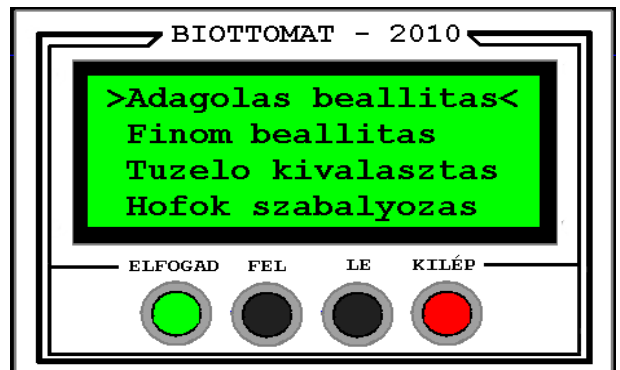 BIOTTOMAT - 2010
>Adagolas beallitas<
Finom beallitas
Tuzelo kivalasztas
Hofok szabalyozas
ELFOGAD FEL LE KILÉP